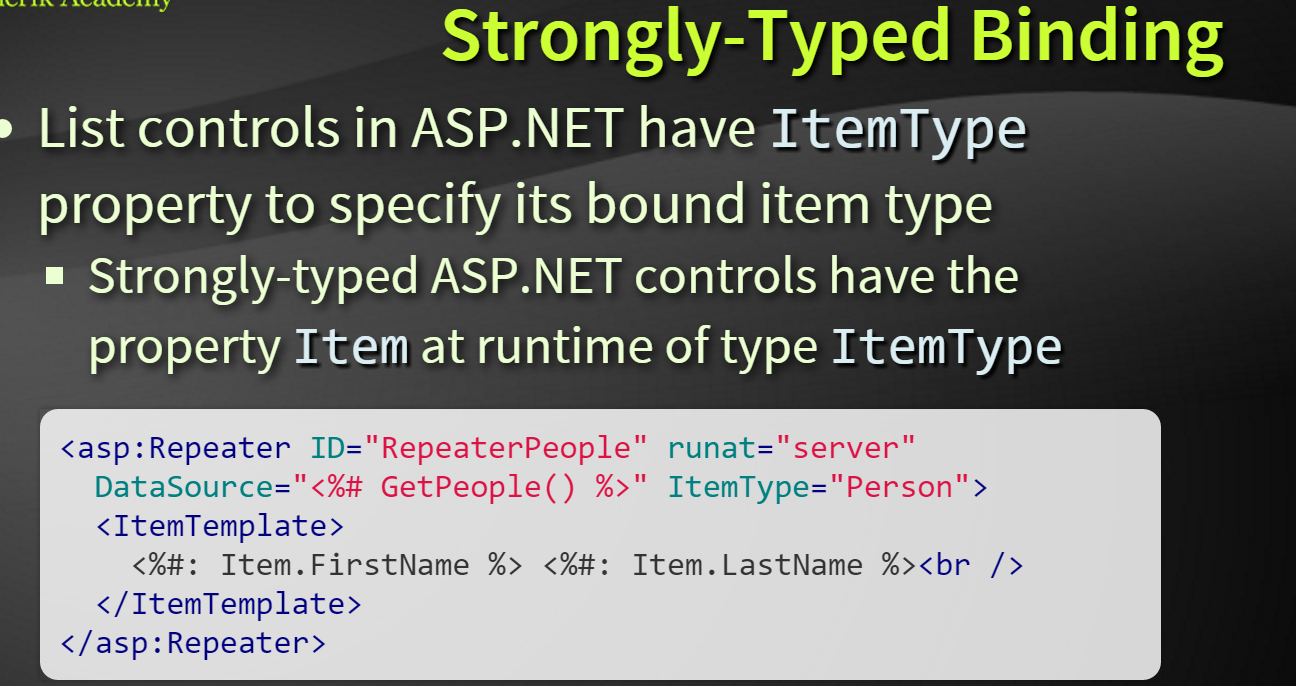 Academy
Strongly-Typed Binding
• List controls in ASP.NET have ItemType
property to specify its bound item type
▪ Strongly-typed ASP.NET controls have the
property Item at runtime of type ItemType
<asp:Repeater ID="RepeaterPeople" runat="server"
DataSource="<%# GetPeople() %>" ItemType="Person">
<ItemTemplate>
<%#: Item.FirstName %> <%#: Item.LastName %><br />
</ItemTemplate>
</asp:Repeater>